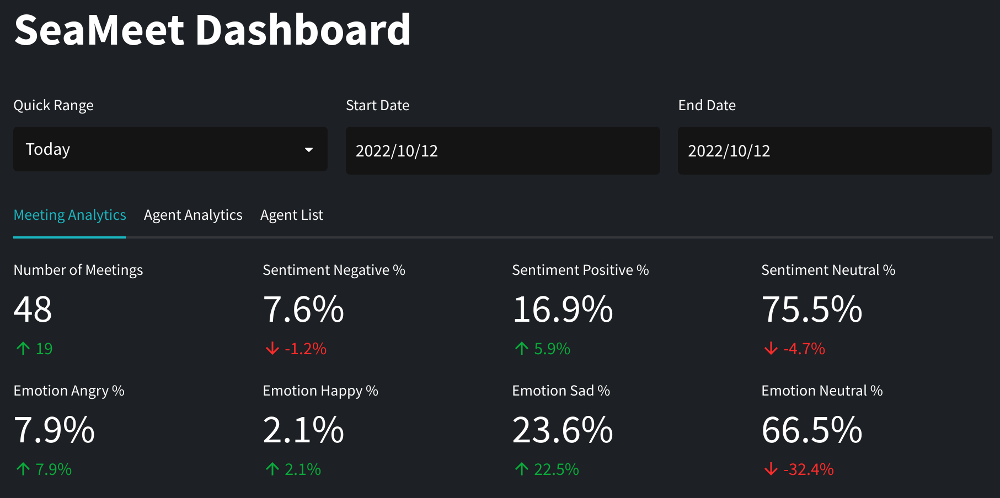 SeaMeet Dashboard
Quick Range
Start Date
End Date
Today
2022/10/12
2022/10/12
Meeting Analytics
Agent Analytics
Agent List
Number of Meetings
Sentiment Negative %
Sentiment Positive %
Sentiment Neutral %
48
7.6%
16.9%
75.5%
↑ 19
↓ -1.2%
↑ 5.9%
↓ -4.7%
Emotion Angry %
Emotion Happy %
Emotion Sad %
Emotion Neutral %
7.9%
2.1%
23.6%
66.5%
↑ 7.9%
↑ 2.1%
↑ 22.5%
↓ -32.4%